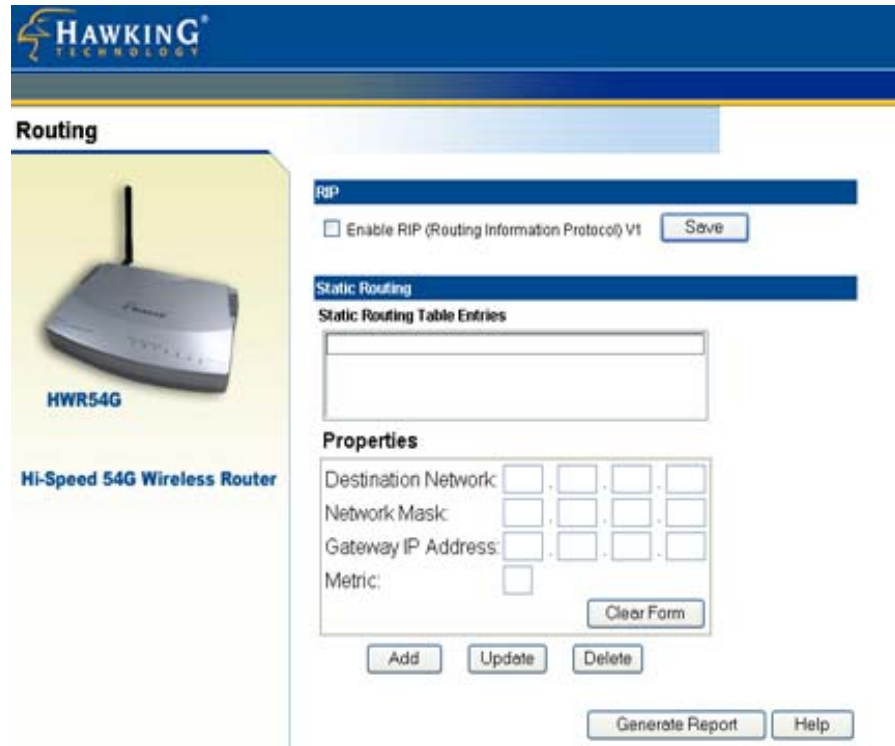 HAWKING®
TECHNOLOGY
Routing
RIP
Enable RIP (Routing Information Protocol) V1 Save
Static Routing
Static Routing Table Entries
HWR54G
Hi-Speed 54G Wireless Router
Properties
Destination Network: . . .
Network Mask: . . .
Gateway IP Address: . . .
Metric:
Clear Form
Add Update Delete
Generate Report Help